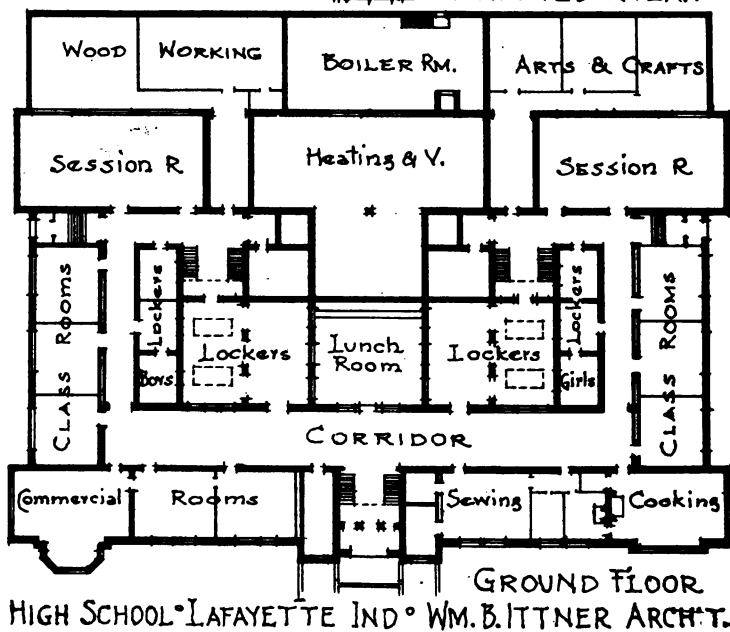 WOOD WORKING
BOILER RM.
ARTS & CRAFTS
Session R
Heating & V.
SESSION R
CLASS ROOMS
Lockers
Boys
Lockers
Lunch
Room
Lockers
Lockers
Girls
CLASS ROOMS
CORRIDOR
Commercial Rooms
Sewing
Cooking
GROUND FLOOR
HIGH SCHOOL LAFAYETTE IND WM. B. ITTNER ARCH'T.